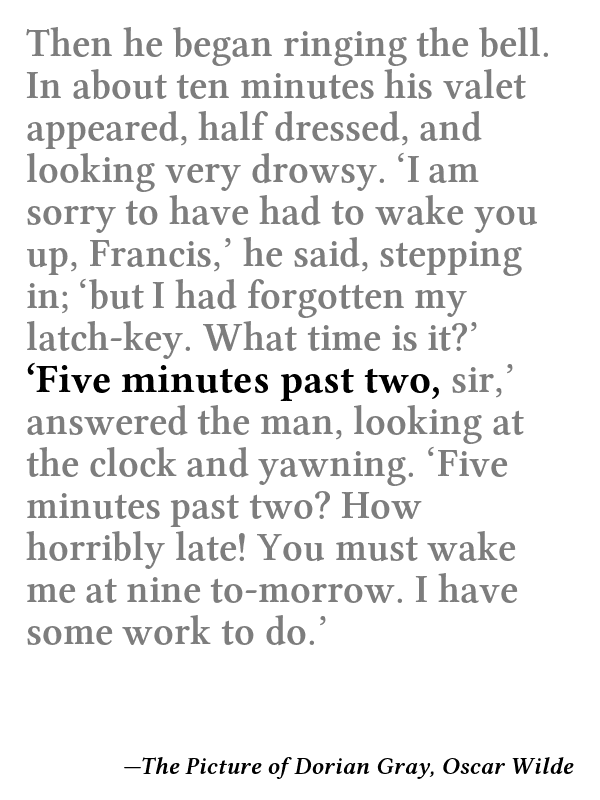 Then he began ringing the bell.
In about ten minutes his valet
appeared, half dressed, and
looking very drowsy. ‘I am
sorry to have had to wake you
up, Francis,’ he said, stepping
in; ‘but I had forgotten my
latch-key. What time is it?’
‘Five minutes past two, sir,’
answered the man, looking at
the clock and yawning. ‘Five
minutes past two? How
horribly late! You must wake
me at nine to-morrow. I have
some work to do.’
—The Picture of Dorian Gray, Oscar Wilde